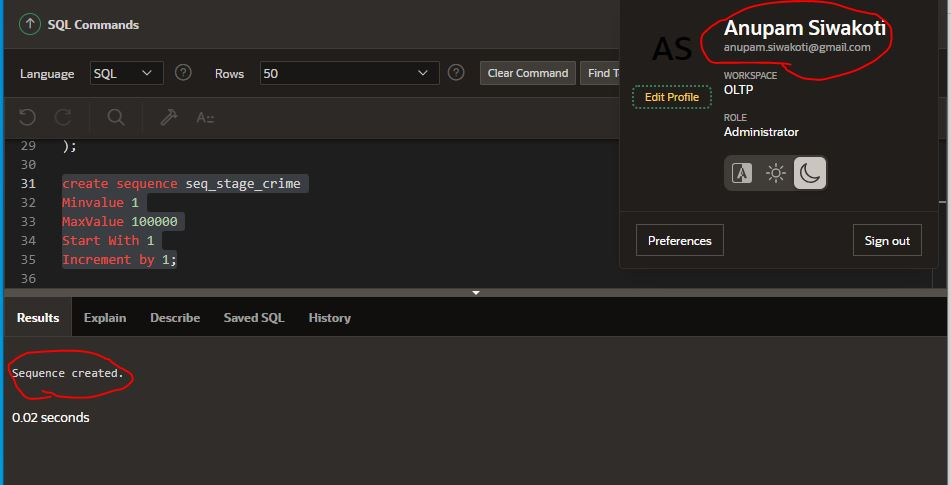 SQL Commands
Anupam Siwakoti
anupam.siwakoti@gmail.com
AS
WORKSPACE
OLTP
Edit Profile
ROLE
Administrator
Language SQL ? Rows 50 ? Clear Command Find T
A::
A
29 );
30
31 create sequence seq_stage_crime
32 Minvalue 1
33 MaxValue 100000
34 Start With 1
35 Increment by 1;
36
Preferences Sign out
Results Explain Describe Saved SQL History
Sequence created.
0.02 seconds